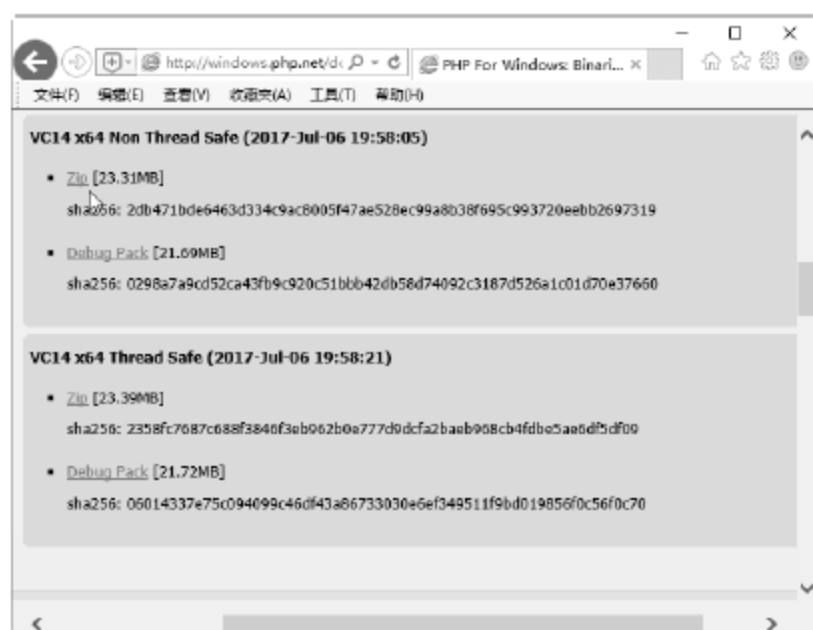 http://windows.php.net/d PHP For Windows: Binari...
文件(F) 编辑(E) 查看(V) 收藏夹(A) 工具(T) 帮助(H)
VC14 x64 Non Thread Safe (2017-Jul-06 19:58:05)
Zip [23.31MB]
sha256: 2db471bde6463d334c9ac8005f47ae528ec99a8b38f695c993720eebb2697319
Debug Pack [21.69MB]
sha256: 0298a7a9cd52ca43fb9c920c51bbb42db58d74092c3187d526a1c01d70e37660
VC14 x64 Thread Safe (2017-Jul-06 19:58:21)
Zip [23.39MB]
sha256: 2358fc7687c688f3846f3eb962b0e777d9dcfa2baeb968cb4fdbe5ae6df5df09
Debug Pack [21.72MB]
sha256: 06014337e75c094099c46df43a86733030e6ef349511f9bd019856f0c56f0c70